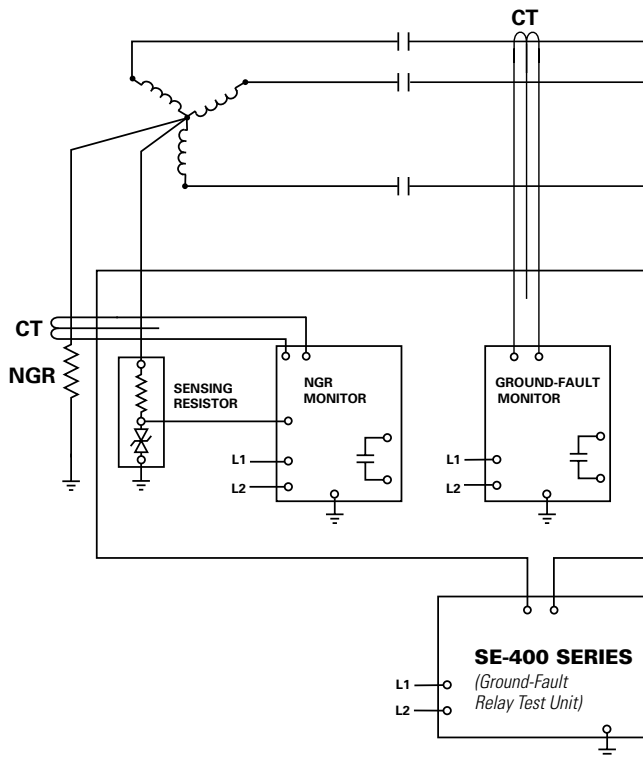 CT
CT
NGR
SENSING
RESISTOR
NGR
MONITOR
L1
L2
GROUND-FAULT
MONITOR
L1
L2
SE-400 SERIES
(Ground-Fault
Relay Test Unit)
L1
L2